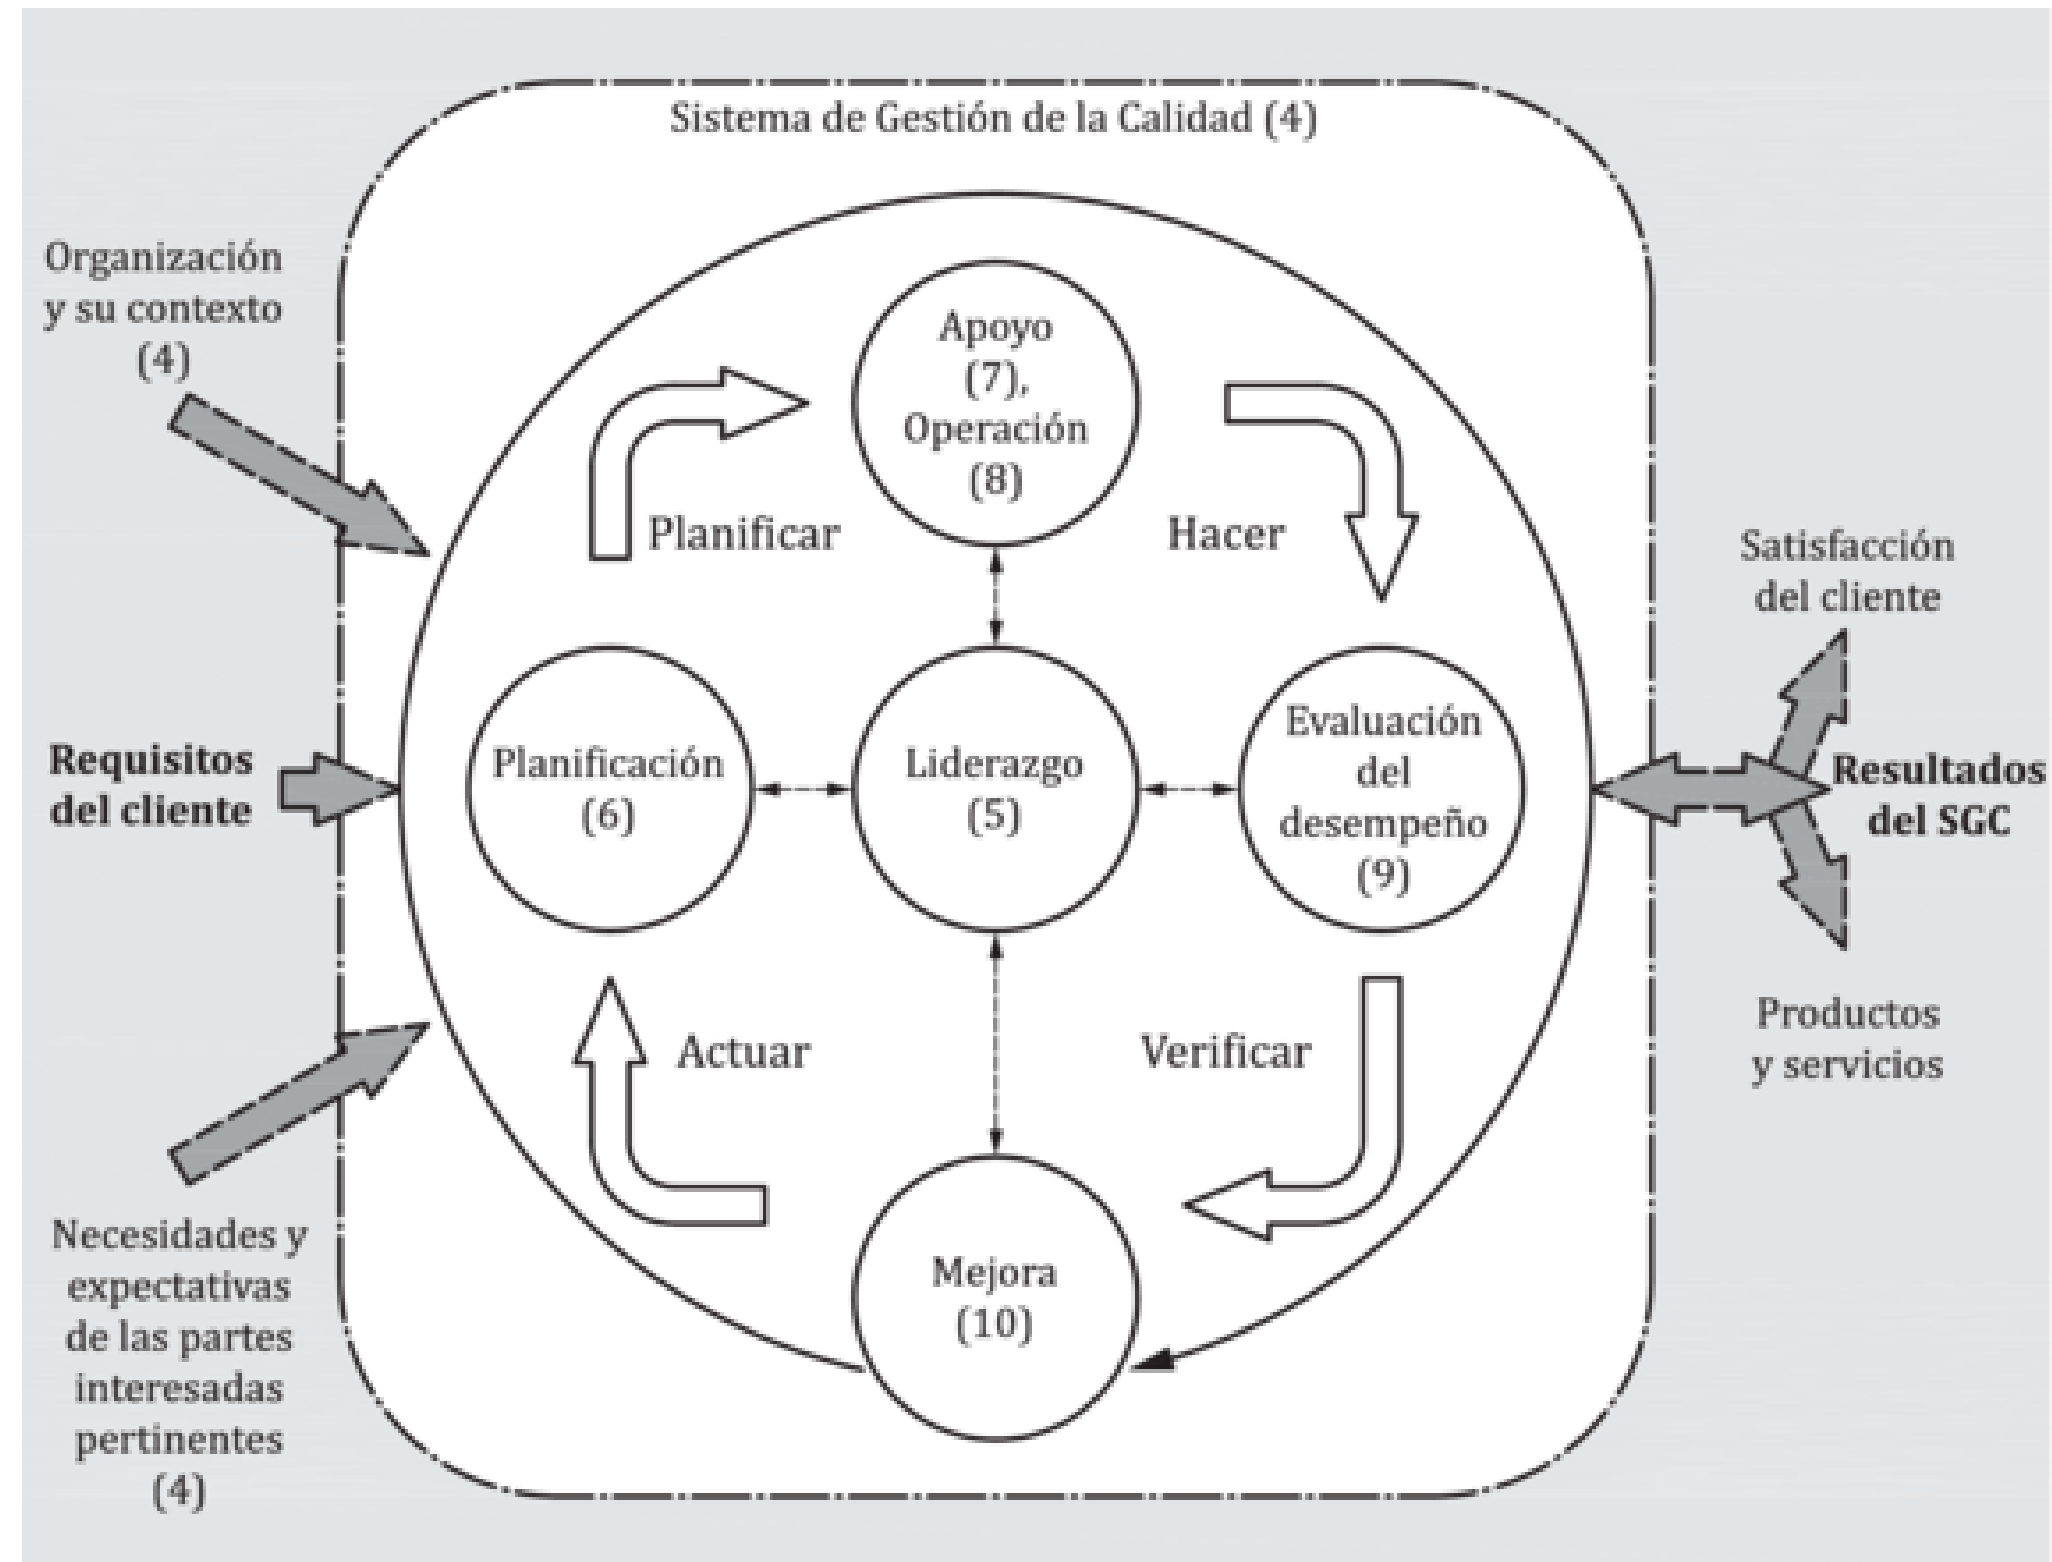 Sistema de Gestión de la Calidad (4)
Organización
y su contexto
(4)
Apoyo
(7),
Operación
(8)
Planificar
Hacer
Satisfacción
del cliente
Requisitos
del cliente
Planificación
(6)
Liderazgo
(5)
Evaluación
del
desempeño
(9)
Resultados
del SGC
Actuar
Verificar
Productos
y servicios
Necesidades y
expectativas
de las partes
interesadas
pertinentes
(4)
Mejora
(10)